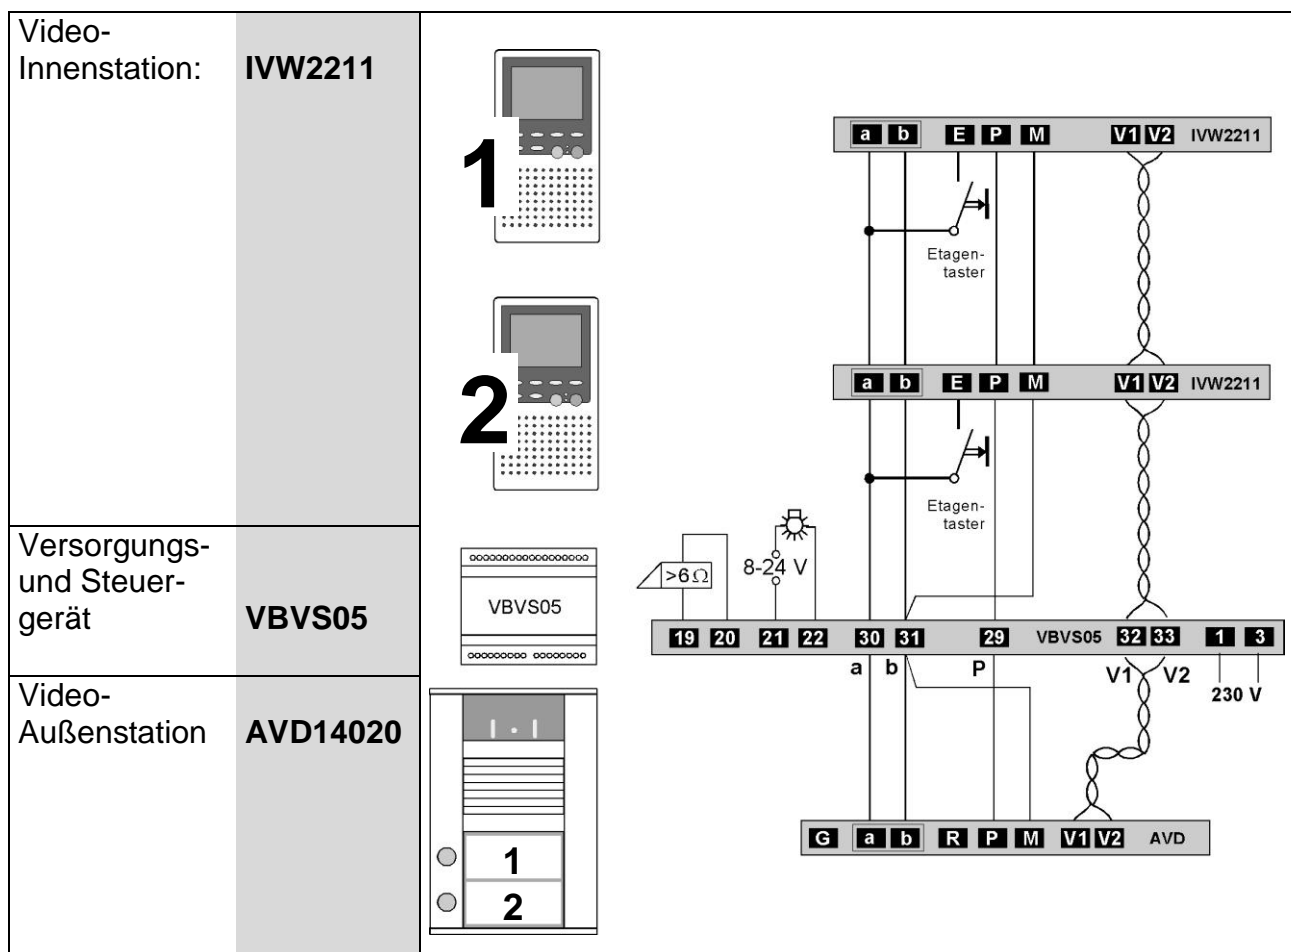 Video-
Innenstation: IVW2211
1
2
Versorgungs-
und Steuer-
gerät VBVS05
VBVS05
Video-
Außenstation AVD14020
1
2
a b E P M V1 V2 IVW2211
Etagen-
taster
a b E P M V1 V2 IVW2211
Etagen-
taster
>6Ω
8-24 V
19 20 21 22 30 31 29 VBVS05 32 33 1 3
a b P V1 V2
230 V
G a b R P M V1 V2 AVD